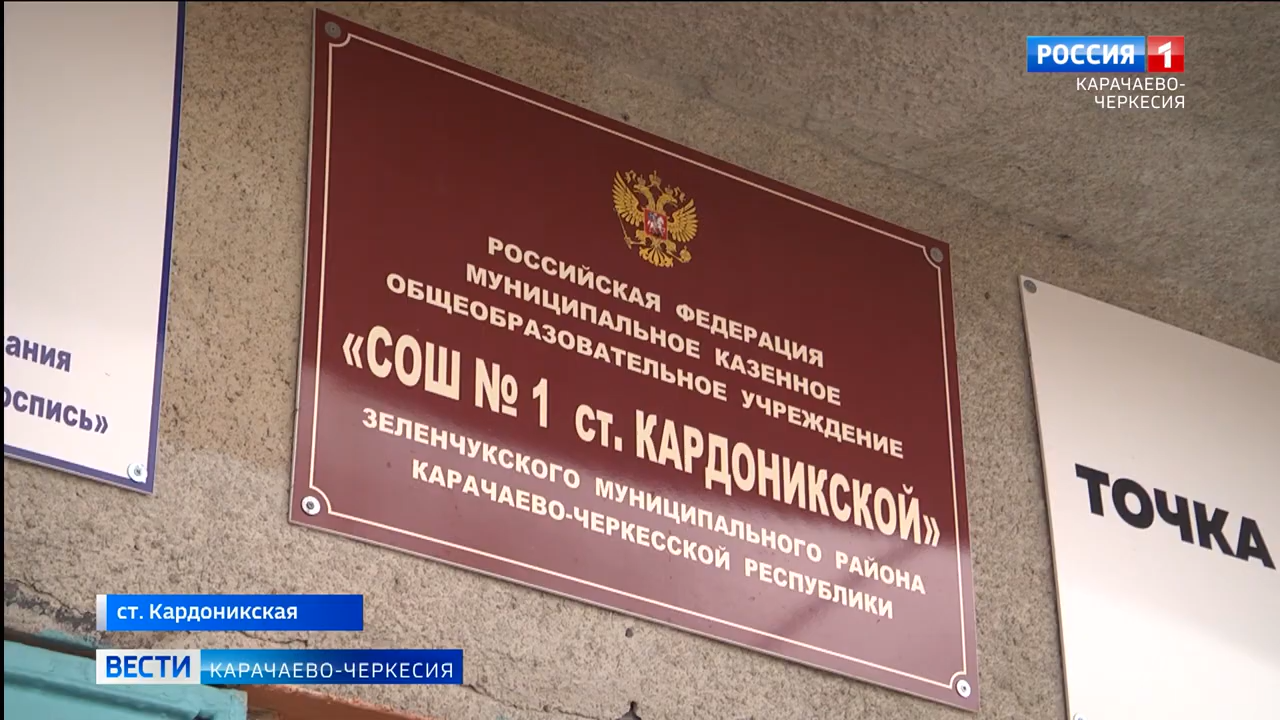 РОССИЯ 1
КАРАЧАЕВО-
ЧЕРКЕСИЯ
РОССИЙСКАЯ ФЕДЕРАЦИЯ
МУНИЦИПАЛЬНОЕ КАЗЕННОЕ
ОБЩЕОБРАЗОВАТЕЛЬНОЕ УЧРЕЖДЕНИЕ
«СОШ № 1 ст. КАРДОНИКСКОЙ»
ЗЕЛЕНЧУКСКОГО МУНИЦИПАЛЬНОГО РАЙОНА
КАРАЧАЕВО-ЧЕРКЕССКОЙ РЕСПУБЛИКИ
ания
оспись»
ТОЧКА
ст. Кардоникская
ВЕСТИ КАРАЧАЕВО-ЧЕРКЕСИЯ